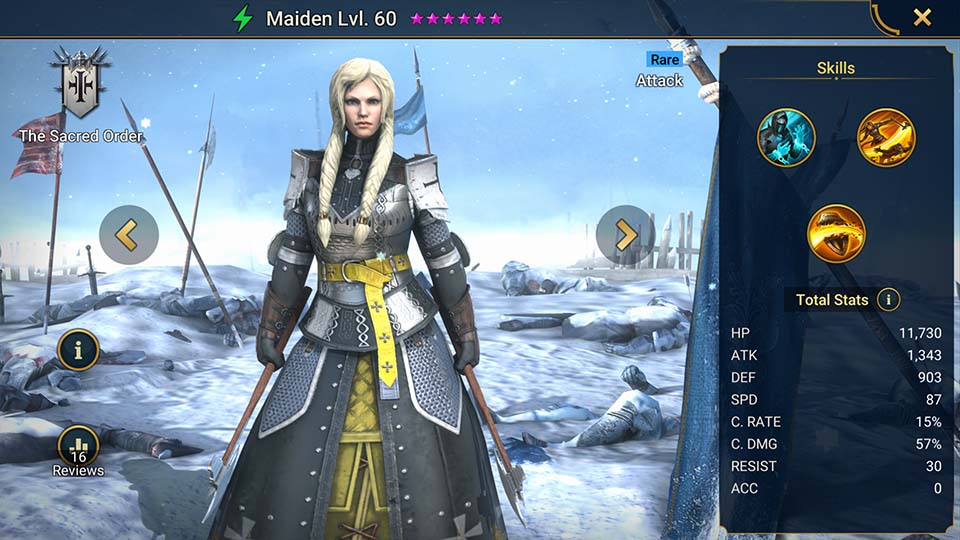 Maiden Lvl. 60
Rare
Attack
The Sacred Order
Skills
Total Stats i
HP 11,730
ATK 1,343
DEF 903
SPD 87
C. RATE 15%
C. DMG 57%
RESIST 30
ACC 0
i
16
Reviews